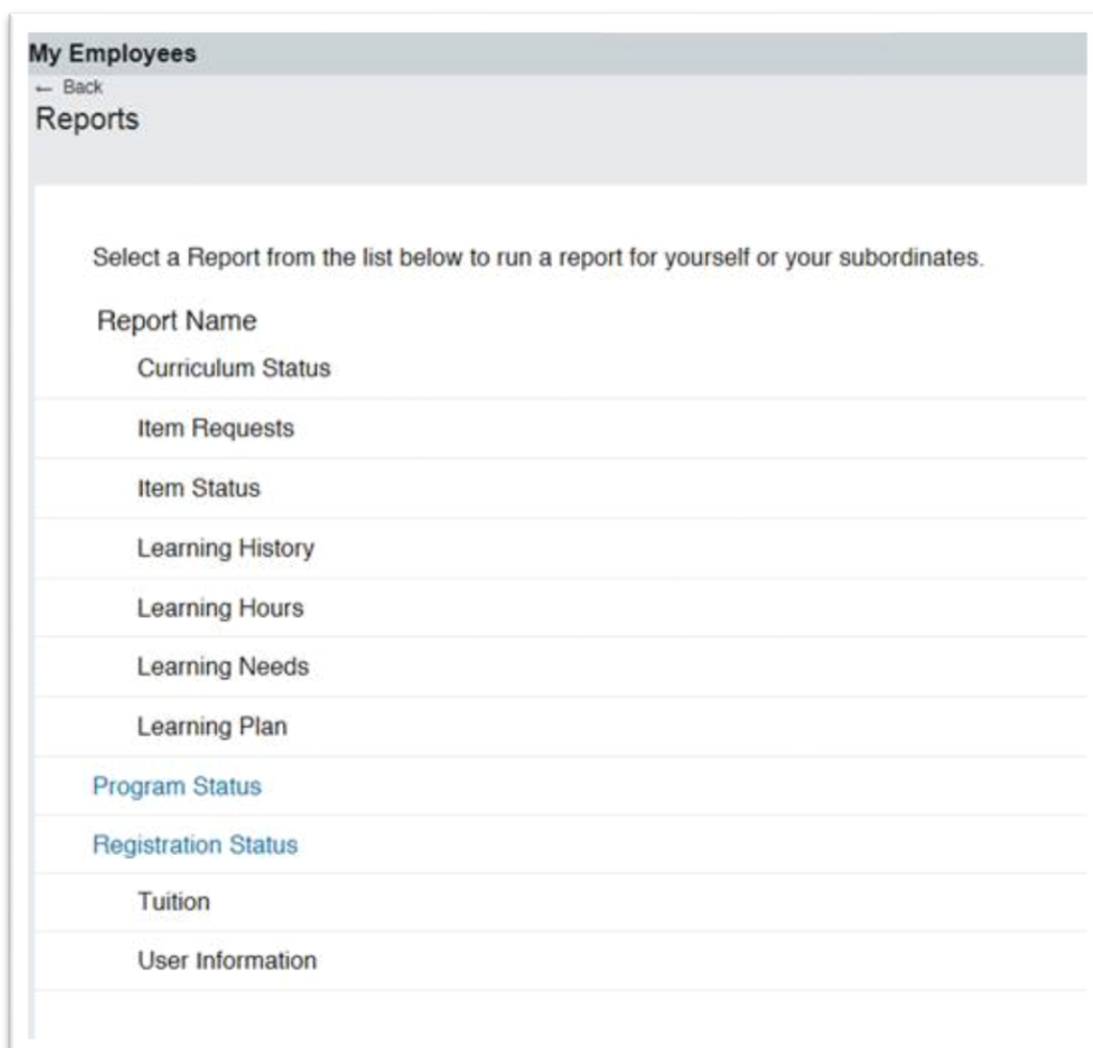 My Employees
← Back
Reports
Select a Report from the list below to run a report for yourself or your subordinates.
Report Name
Curriculum Status
Item Requests
Item Status
Learning History
Learning Hours
Learning Needs
Learning Plan
Program Status
Registration Status
Tuition
User Information